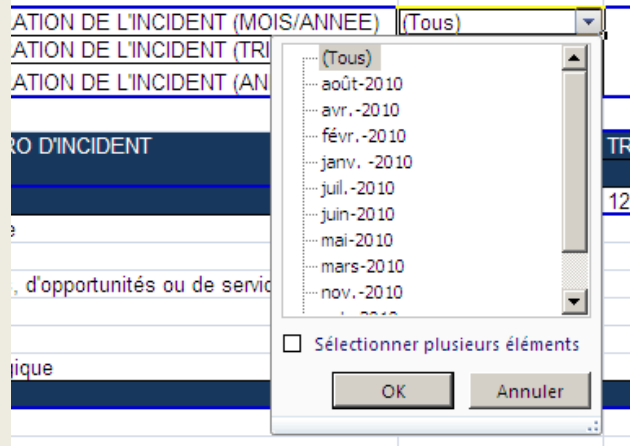 ATION DE L'INCIDENT (MOIS/ANNEE) (Tous)
ATION DE L'INCIDENT (TRI
ATION DE L'INCIDENT (AN
(Tous)
août-2010
avr.-2010
févr.-2010
janv. -2010
juil.-2010
juin-2010
mai-2010
mars-2010
nov.-2010
RO D'INCIDENT
TR
12
e
, d'opportunités ou de servic
gique
Sélectionner plusieurs éléments
OK Annuler